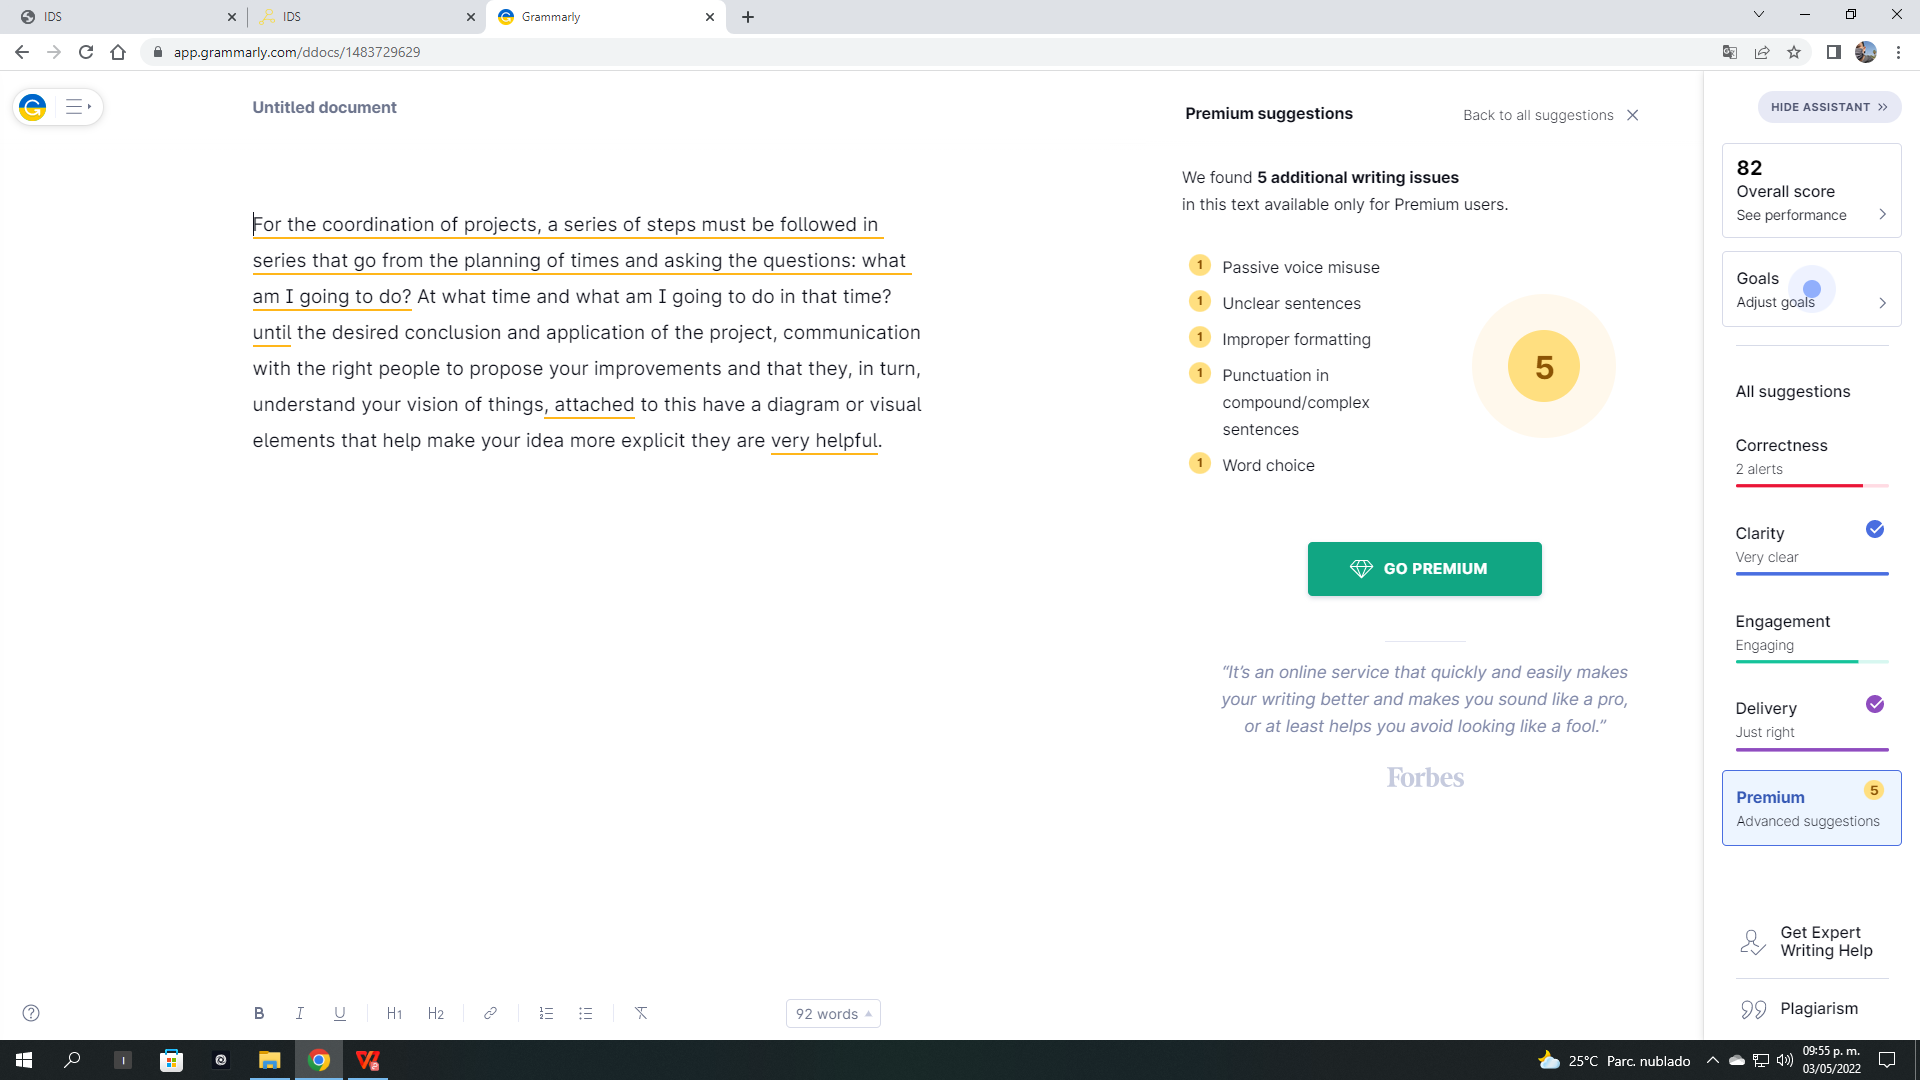 IDS
IDS
Grammarly
app.grammarly.com/ddocs/1483729629
Untitled document
For the coordination of projects, a series of steps must be followed in
series that go from the planning of times and asking the questions: what
am I going to do? At what time and what am I going to do in that time?
until the desired conclusion and application of the project, communication
with the right people to propose your improvements and that they, in turn,
understand your vision of things, attached to this have a diagram or visual
elements that help make your idea more explicit they are very helpful.
B I U H1 H2
92 words
Premium suggestions
Back to all suggestions
We found 5 additional writing issues
in this text available only for Premium users.
1 Passive voice misuse
1 Unclear sentences
1 Improper formatting
1 Punctuation in
compound/complex
sentences
1 Word choice
5
GO PREMIUM
“It’s an online service that quickly and easily makes
your writing better and makes you sound like a pro,
or at least helps you avoid looking like a fool.”
Forbes
HIDE ASSISTANT
82
Overall score
See performance
Goals
Adjust goals
All suggestions
Correctness
2 alerts
Clarity
Very clear
Engagement
Engaging
Delivery
Just right
Premium 5
Advanced suggestions
Get Expert
Writing Help
Plagiarism
25°C Parc. nublado
09:55 p. m.
03/05/2022